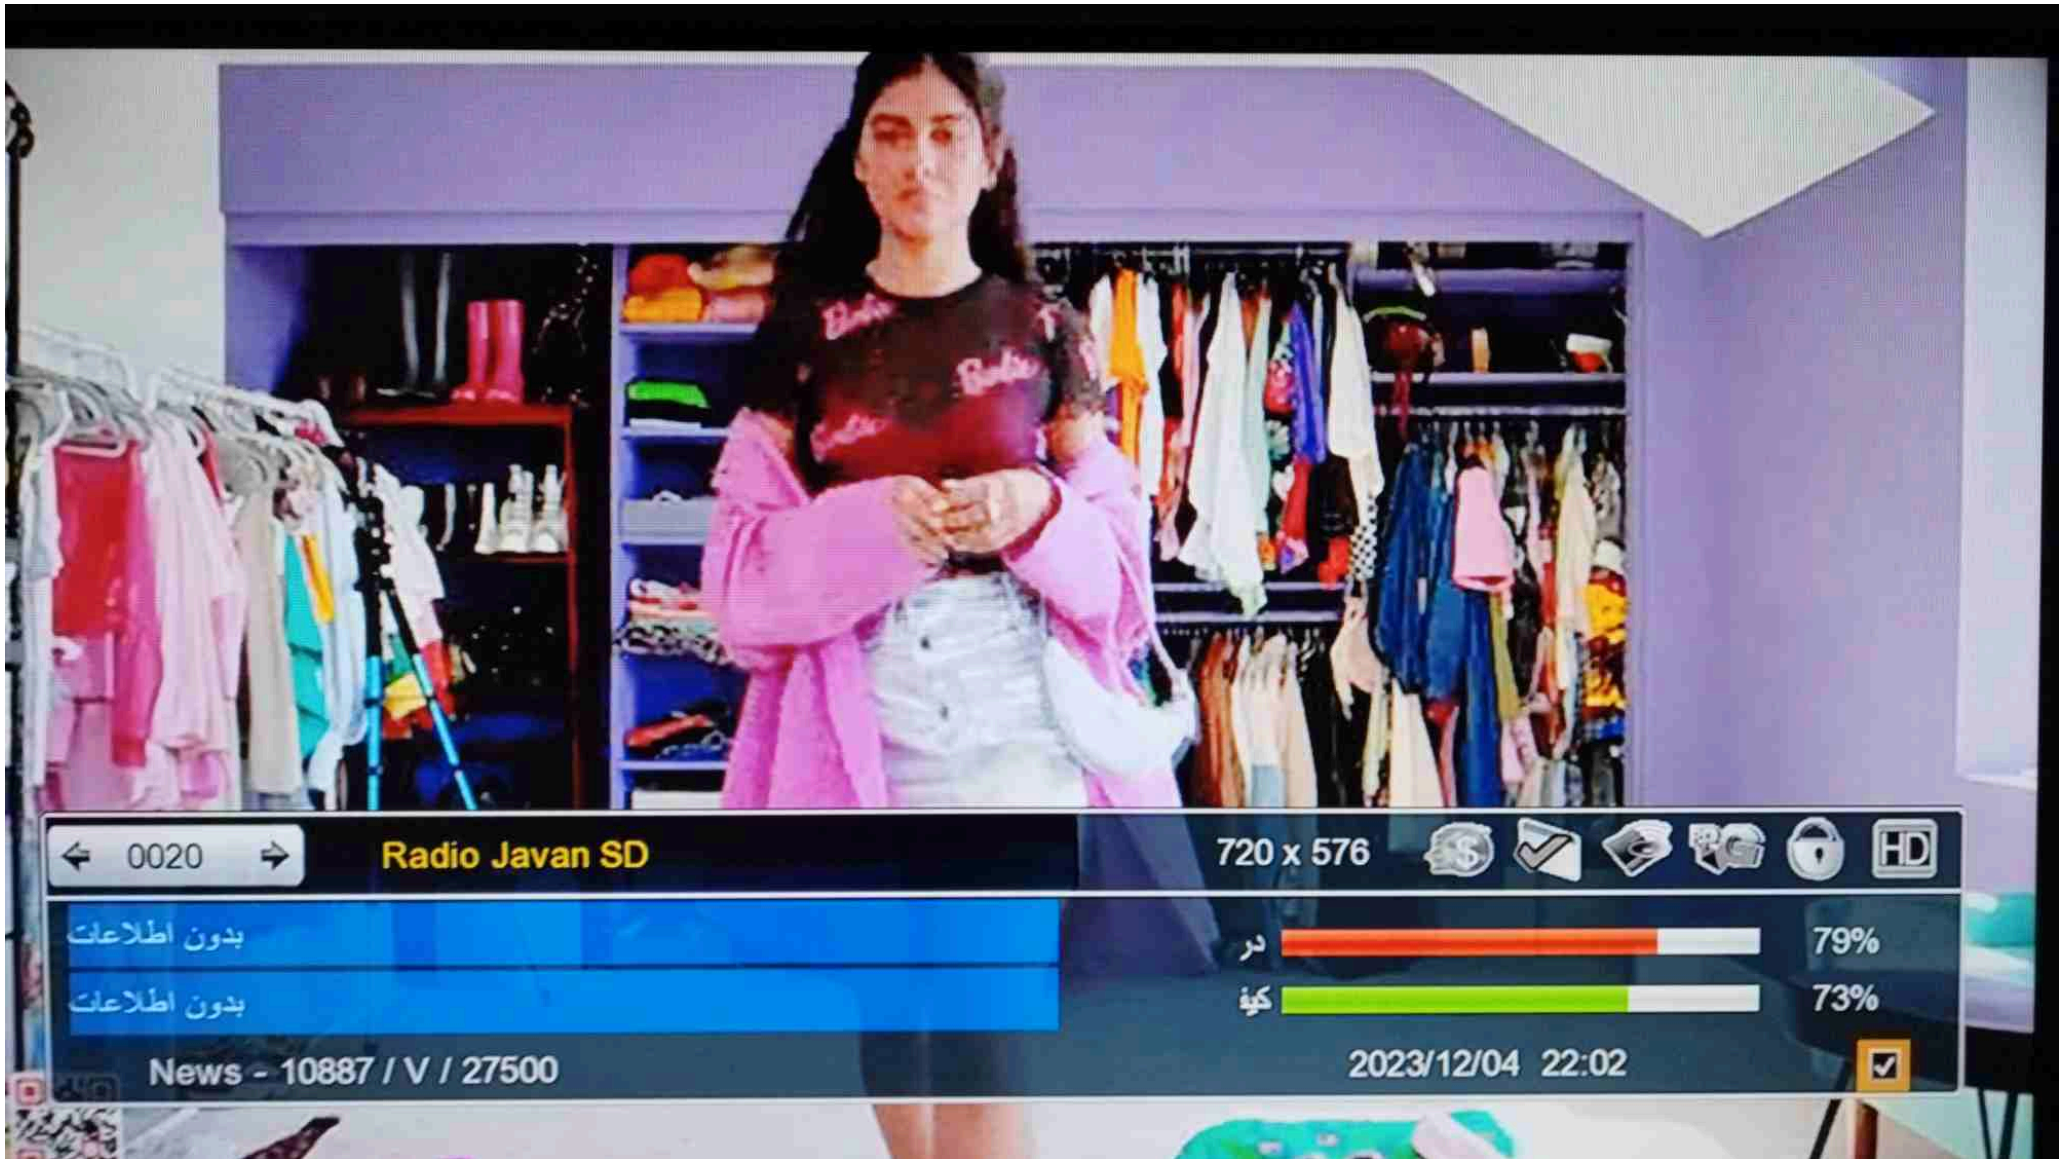 0020
Radio Javan SD
720 x 576
HD
بدون اطلاعات
در
79%
بدون اطلاعات
کیف
73%
News - 10887 / V / 27500
2023/12/04 22:02